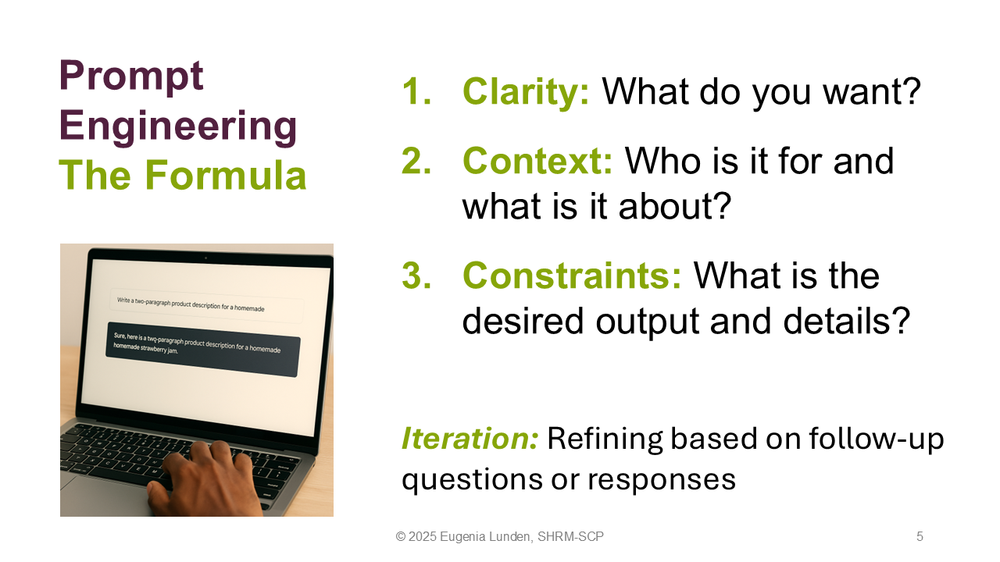 Prompt
Engineering
The Formula
Write a two-paragraph product description for a homemade
Sure, here is a two-paragraph product description for a homemade
homemade strawberry jam.
1. Clarity: What do you want?
2. Context: Who is it for and
what is it about?
3. Constraints: What is the
desired output and details?
Iteration: Refining based on follow-up
questions or responses
© 2025 Eugenia Lunden, SHRM-SCP
5